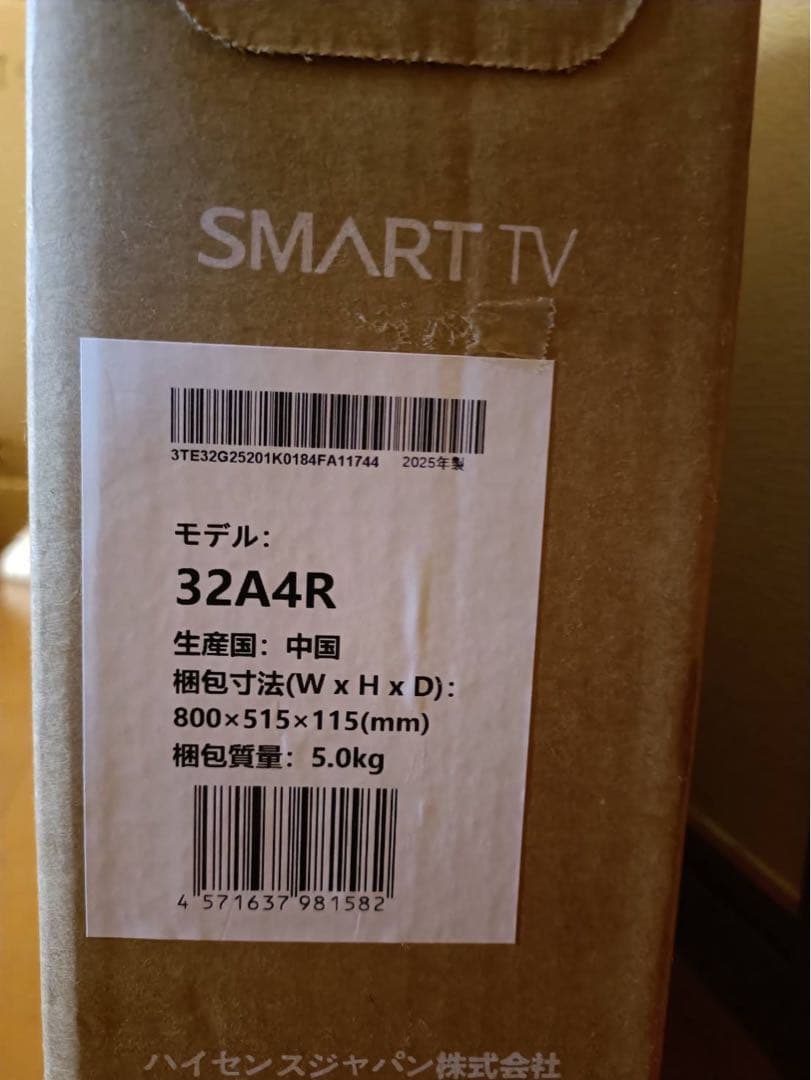 SMART TV
3TE32G25201K0184FA11744 2025年製
モデル:
32A4R
生産国: 中国
梱包寸法(W x H x D):
800×515×115(mm)
梱包質量: 5.0kg
4 571637 981582
ハイセンスジャパン株式会社